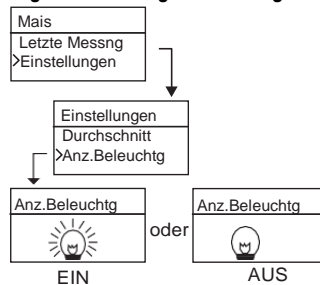 Mais
Letzte Messng
>Einstellungen
Einstellungen
Durchschnitt
>Anz.Beleuchtg
Anz.Beleuchtg
oder
Anz.Beleuchtg
EIN
AUS